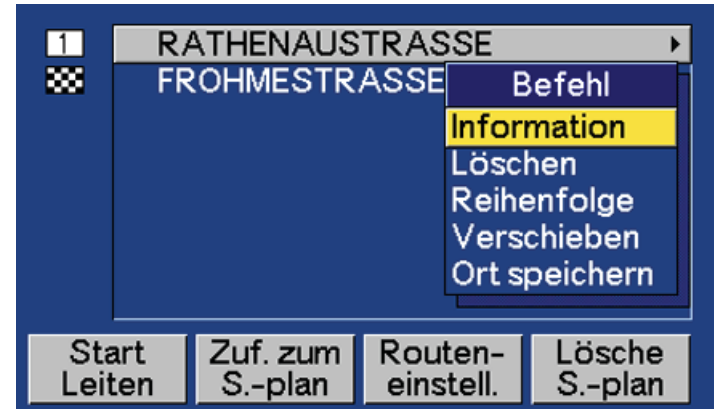 1 RATHENAUSTRASSE
FROHMESTRASSE
Befehl
Information
Löschen
Reihenfolge
Verschieben
Ort speichern
Start
Leiten
Zuf. zum
S.-plan
Routen-
einstell.
Lösche
S.-plan